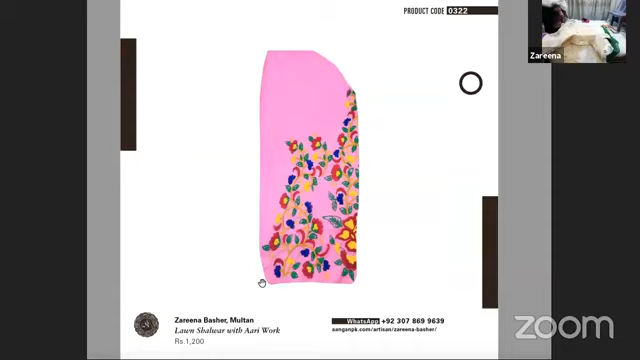 PRODUCT CODE 0322
Zareena
Zareena Basher, Multan
Lawn Shalwar with Aari Work
Rs.1,200
WhatsApp +92 307 869 9639
aanganpk.com/artisan/zareena-basher/
zoom